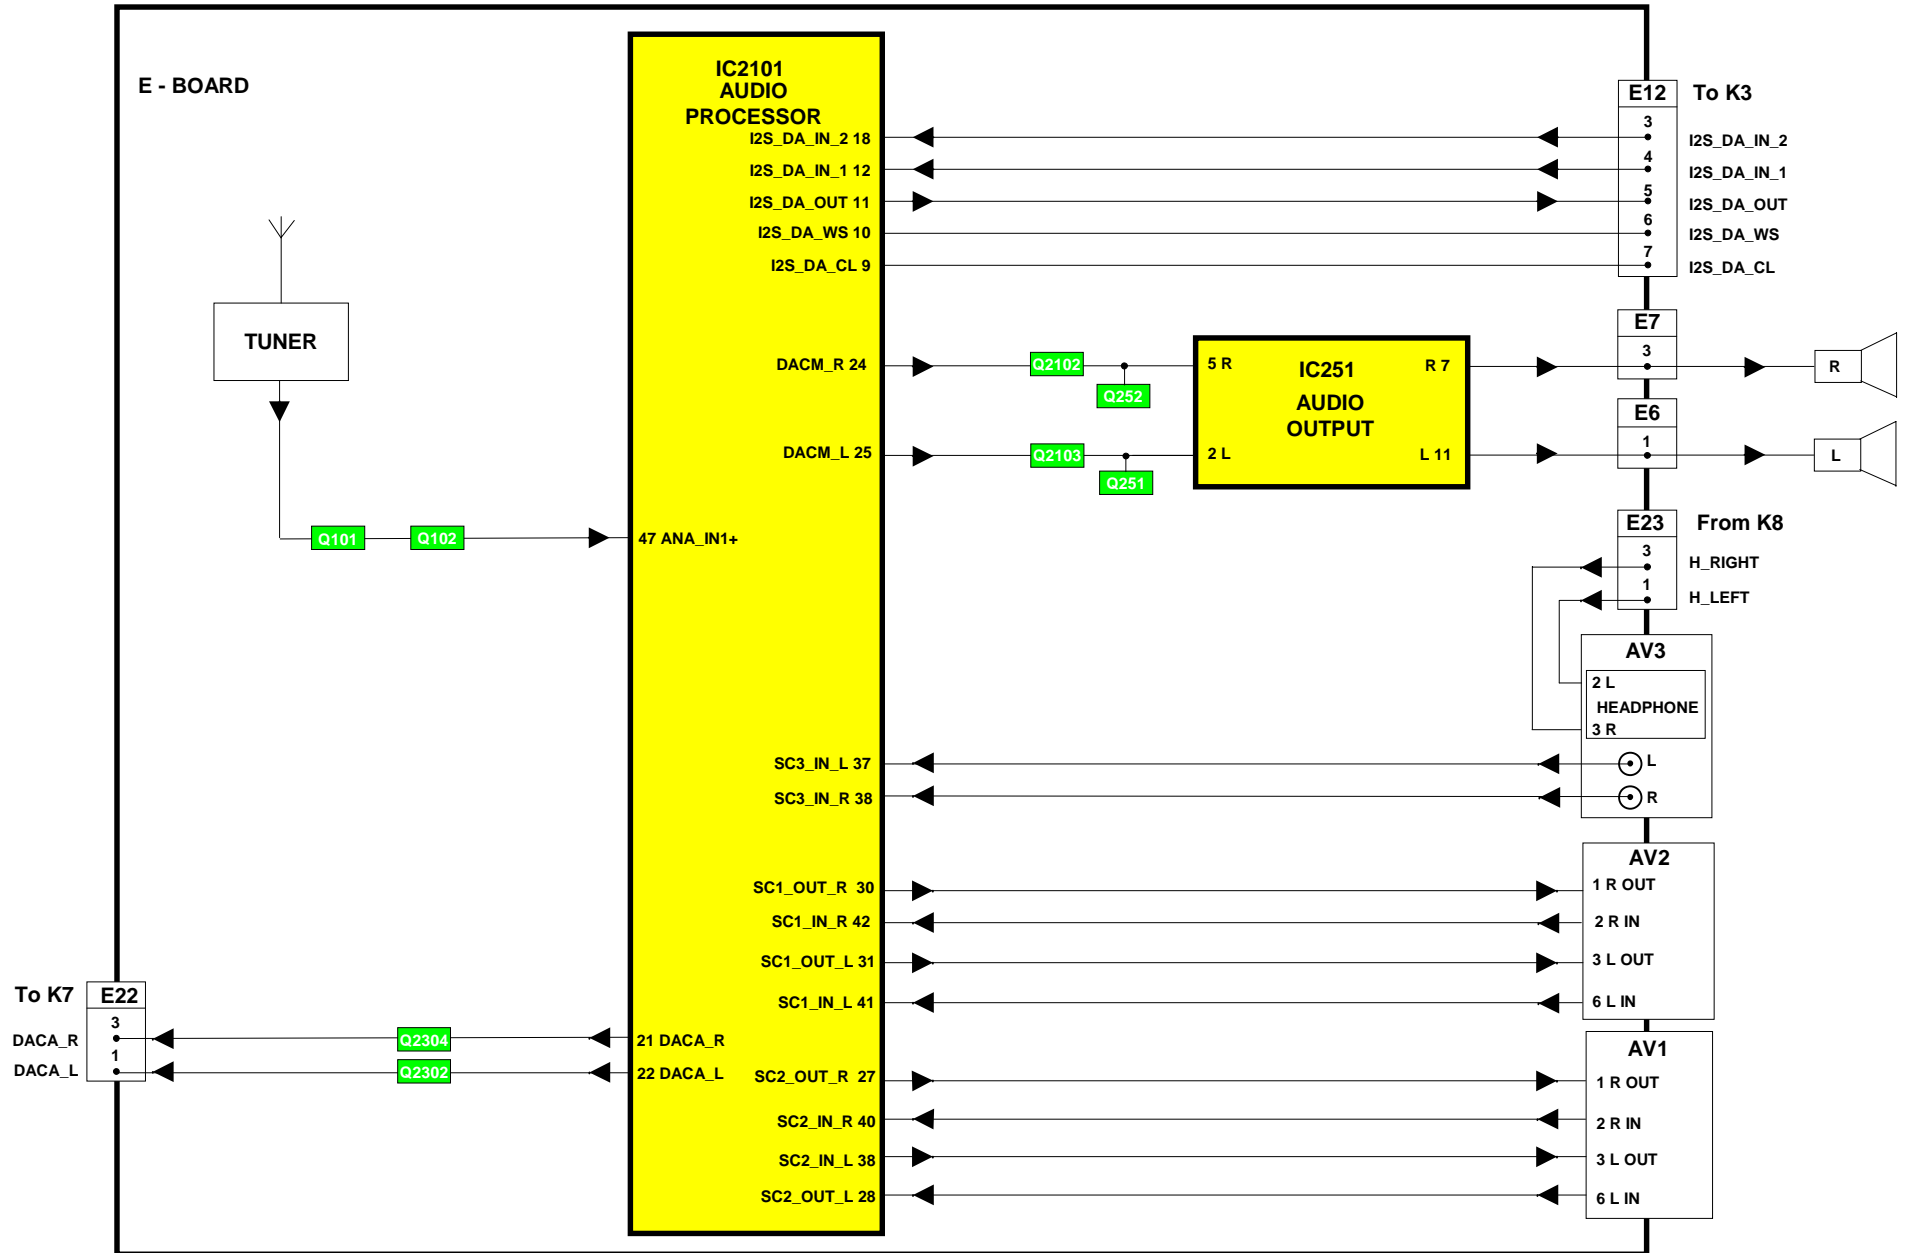 E - BOARD
IC2101
AUDIO
PROCESSOR
I2S_DA_IN_2 18
I2S_DA_IN_1 12
I2S_DA_OUT 11
I2S_DA_WS 10
I2S_DA_CL 9
DACM_R 24
DACM_L 25
47 ANA_IN1+
SC3_IN_L 37
SC3_IN_R 38
SC1_OUT_R 30
SC1_IN_R 42
SC1_OUT_L 31
SC1_IN_L 41
21 DACA_R
22 DACA_L
SC2_OUT_R 27
SC2_IN_R 40
SC2_IN_L 38
SC2_OUT_L 28
TUNER
Q101
Q102
To K7
E22
3
DACA_R
1
DACA_L
Q2304
Q2302
Q2102
Q252
Q2103
Q251
IC251
AUDIO
OUTPUT
5 R
R 7
2 L
L 11
E12
To K3
3
I2S_DA_IN_2
4
I2S_DA_IN_1
5
I2S_DA_OUT
6
I2S_DA_WS
7
I2S_DA_CL
E7
3
R
E6
1
L
E23
From K8
3
H_RIGHT
1
H_LEFT
AV3
2 L
HEADPHONE
3 R
L
R
AV2
1 R OUT
2 R IN
3 L OUT
6 L IN
AV1
1 R OUT
2 R IN
3 L OUT
6 L IN